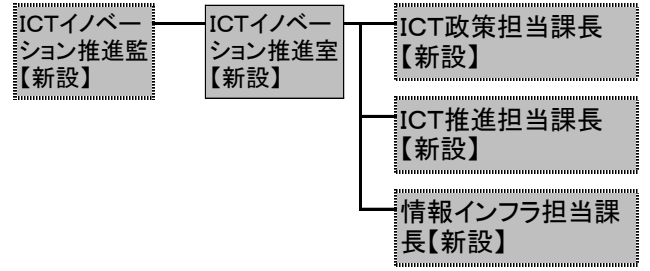 ICTイノベー
ション推進監
【新設】
ICTイノベー
ション推進室
【新設】
ICT政策担当課長
【新設】
ICT推進担当課長
【新設】
情報インフラ担当課
長【新設】